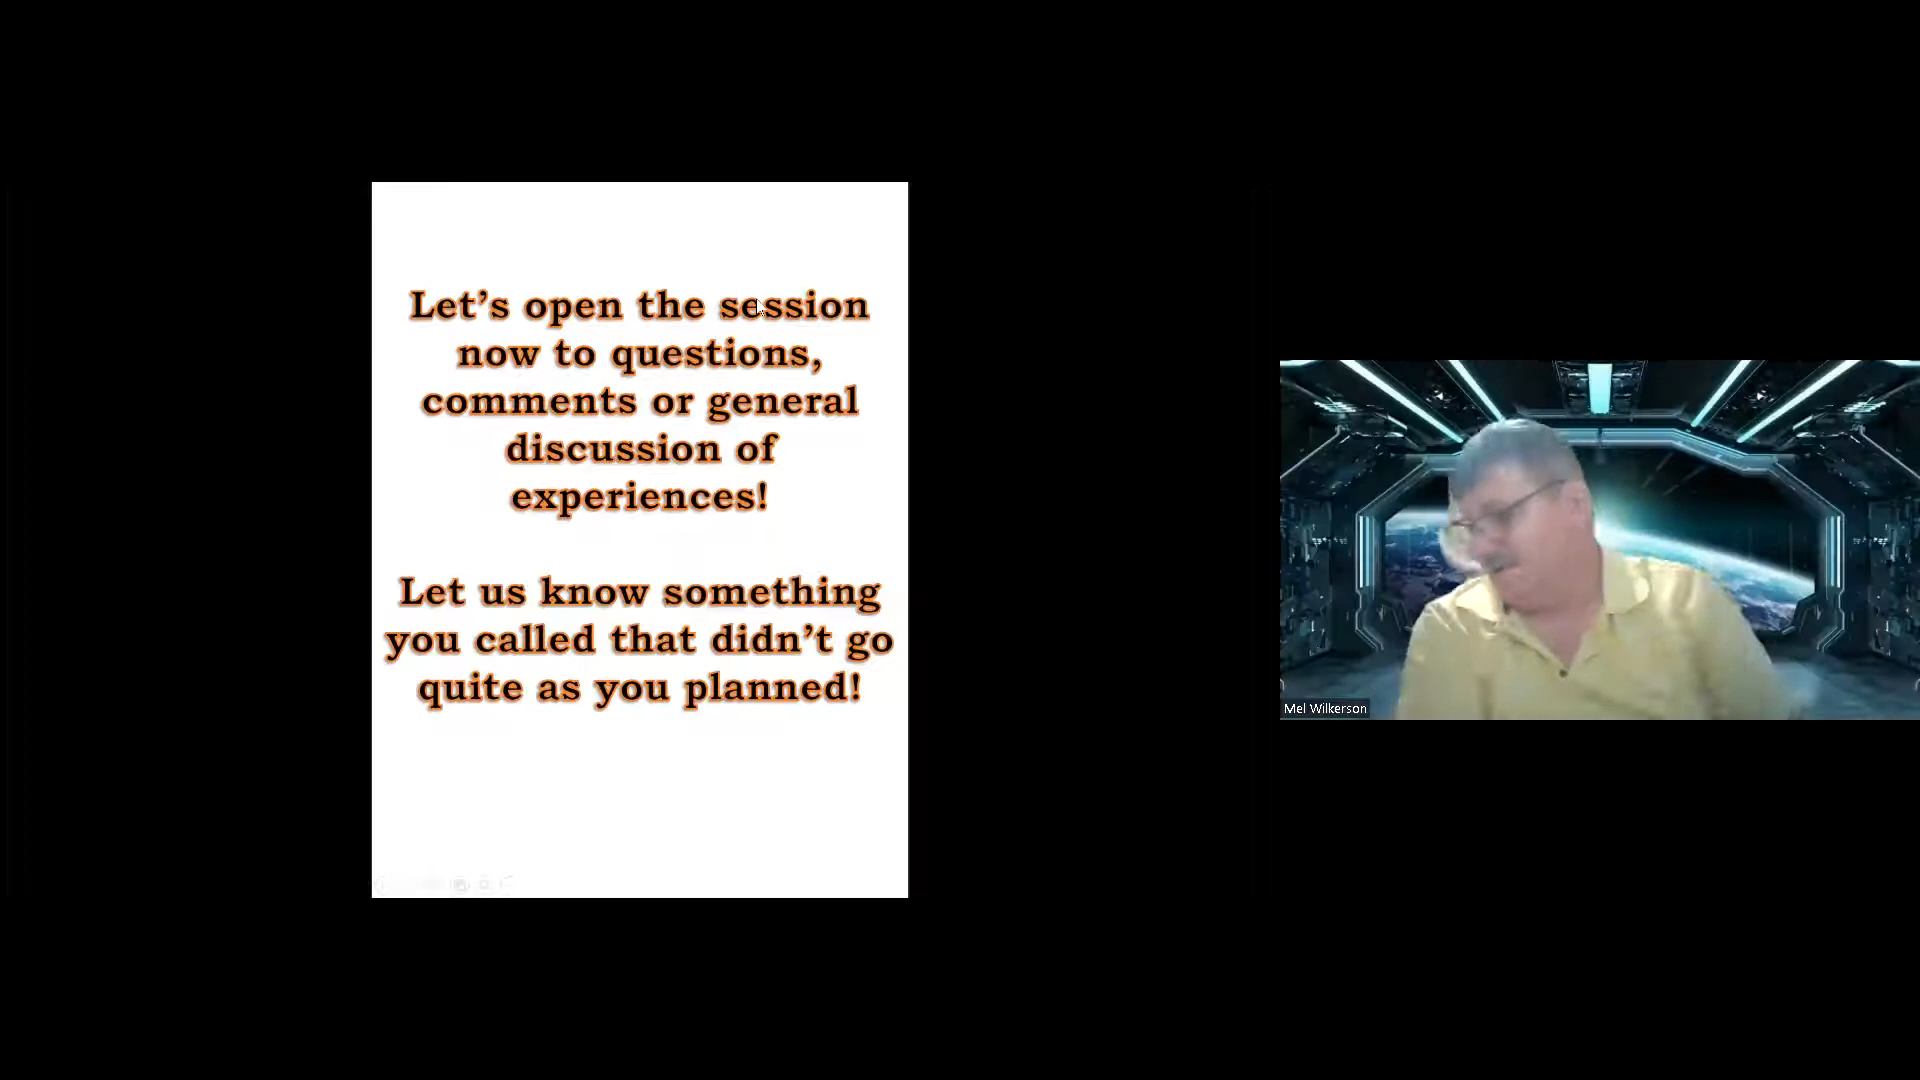 Let’s open the session
now to questions,
comments or general
discussion of
experiences!
Let us know something
you called that didn’t go
quite as you planned!
Mel Wilkerson